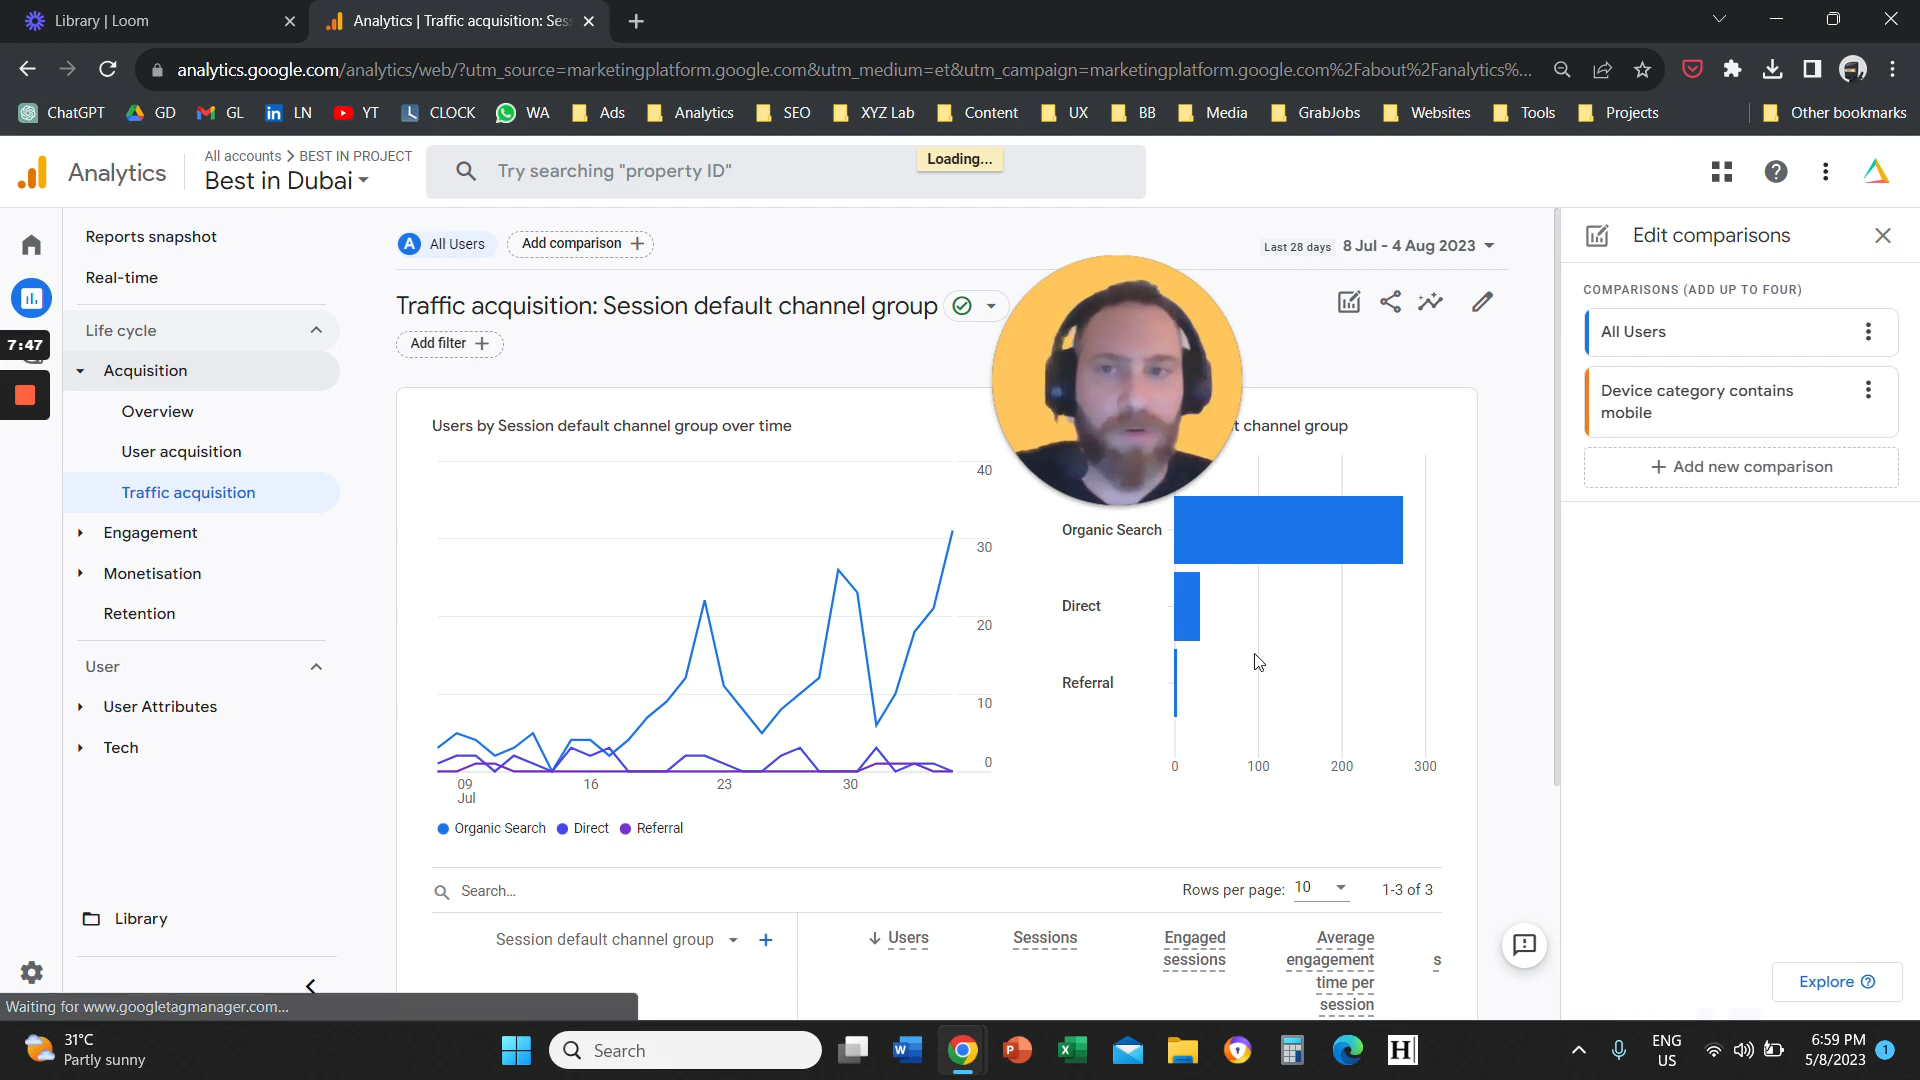 Library | Loom
Analytics | Traffic acquisition: Ses
analytics.google.com/analytics/web/?utm_source=marketingplatform.google.com&utm_medium=et&utm_campaign=marketingplatform.google.com%2Fabout%2Fanalytics%...
ChatGPT GD GL LN YT CLOCK WA Ads Analytics SEO XYZ Lab Content UX BB Media GrabJobs Websites Tools Projects Other bookmarks
Analytics
All accounts > BEST IN PROJECT
Best in Dubai
Try searching "property ID"
Loading...
Reports snapshot
Real-time
Life cycle
7:47
Acquisition
Overview
User acquisition
Traffic acquisition
Engagement
Monetisation
Retention
User
User Attributes
Tech
Library
A All Users
Add comparison +
Last 28 days 8 Jul - 4 Aug 2023
Traffic acquisition: Session default channel group
Add filter +
Users by Session default channel group over time
40
30
20
10
0
09
Jul
16
23
30
Organic Search Direct Referral
t channel group
Organic Search
Direct
Referral
0 100 200 300
Search...
Rows per page: 10 1-3 of 3
Session default channel group
Users
Sessions
Engaged
sessions
Average
engagement
time per
session
s
Edit comparisons
COMPARISONS (ADD UP TO FOUR)
All Users
Device category contains
mobile
+ Add new comparison
Explore
Waiting for www.googletagmanager.com...
31°C
Partly sunny
Search
W
P
X
H
ENG
US
6:59 PM
5/8/2023
1